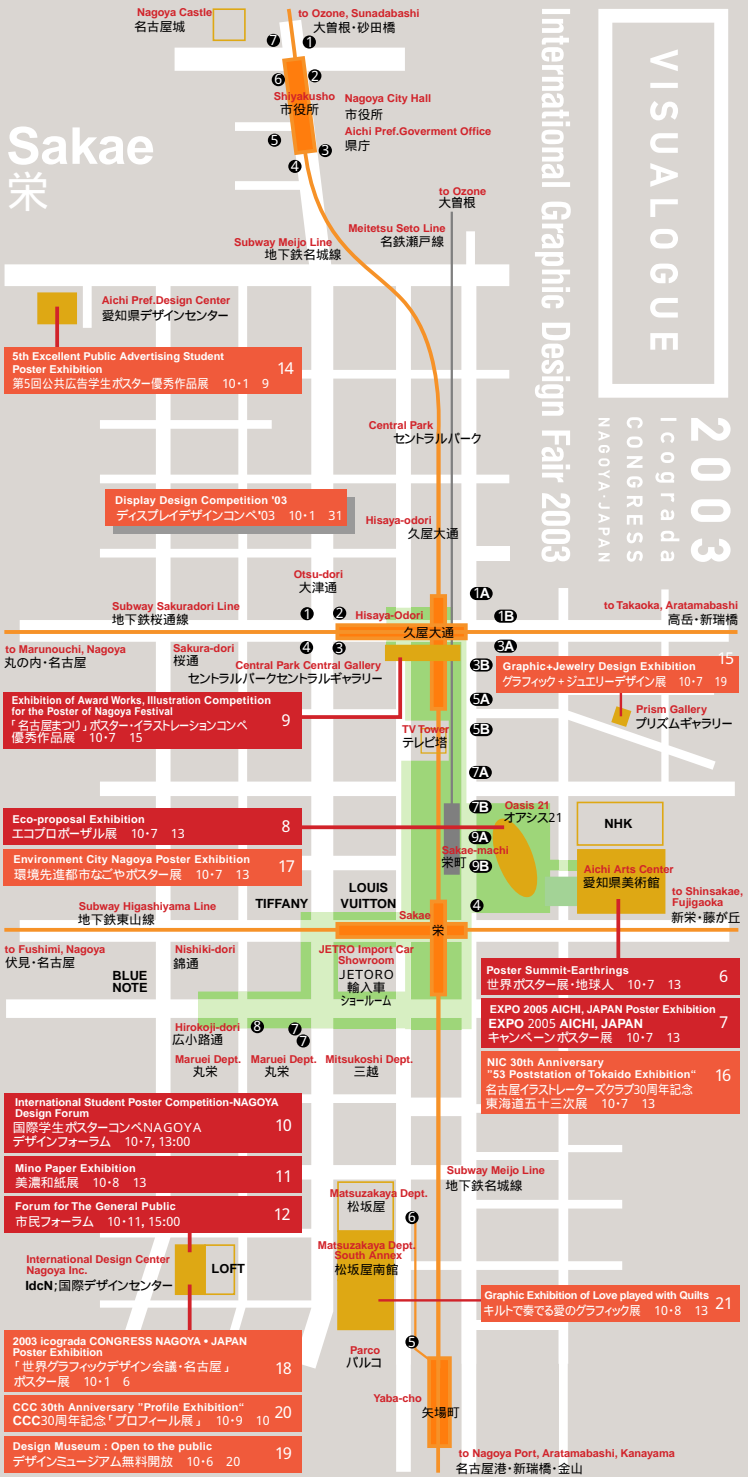 Nagoya Castle
名古屋城
to Ozone, Sunadabashi
大曽根・砂田橋
7
1
6
2
Shiyakusho
市役所
Nagoya City Hall
市役所
Aichi Pref.Goverment Office
県庁
5
3
4
Sakae
栄
VISUALOGUE
2003
Icograda
CONGRESS
NAGOYA・JAPAN
International Graphic Design Fair 2003
to Ozone
大曽根
Meitetsu Seto Line
名鉄瀬戸線
Subway Meijo Line
地下鉄名城線
Aichi Pref.Design Center
愛知県デザインセンター
5th Excellent Public Advertising Student
Poster Exhibition
14
第5回公共広告学生ポスター優秀作品展 10・1 9
Central Park
セントラルパーク
Display Design Competition '03
ディスプレイデザインコンペ'03 10・1 31
Hisaya-odori
久屋大通
Otsu-dori
大津通
1
2
1A
1B
Subway Sakuradori Line
地下鉄桜通線
Hisaya-Odori
久屋大通
to Takaoka, Aratamabashi
高岳・新瑞橋
to Marunouchi, Nagoya
丸の内・名古屋
Sakura-dori
桜通
4
3
3A
3B
Central Park Central Gallery
セントラルパークセントラルギャラリー
15
Graphic+Jewelry Design Exhibition
グラフィック+ジュエリーデザイン展 10・7 19
Exhibition of Award Works, Illustration Competition
for the Poster of Nagoya Festival
9
「名古屋まつり」ポスター・イラストレーションコンペ
優秀作品展 10・7 15
5A
5B
Prism Gallery
プリズムギャラリー
TV Tower
テレビ塔
7A
7B
Eco-proposal Exhibition
エコプロポーザル展 10・7 13
8
Oasis 21
オアシス21
NHK
9A
9B
Sakae-machi
栄町
Environment City Nagoya Poster Exhibition
環境先進都市なごやポスター展 10・7 13
17
Aichi Arts Center
愛知県美術館
TIFFANY
LOUIS
VUITTON
4
to Shinsakae,
Fujigaoka
新栄・藤が丘
Subway Higashiyama Line
地下鉄東山線
Sakae
栄
to Fushimi, Nagoya
伏見・名古屋
Nishiki-dori
錦通
JETRO Import Car
Showroom
JETORO
輸入車
ショールーム
BLUE
NOTE
Poster Summit-Earthrings
世界ポスター展・地球人 10・7 13
6
EXPO 2005 AICHI, JAPAN Poster Exhibition
EXPO 2005 AICHI, JAPAN
キャンペーンポスター展 10・7 13
7
Hirokoji-dori
広小路通
8
7
7
Maruei Dept.
丸栄
Maruei Dept.
丸栄
Mitsukoshi Dept.
三越
NIC 30th Anniversary
"53 Poststation of Tokaido Exhibition“
16
名古屋イラストレーターズクラブ30周年記念
東海道五十三次展 10・7 13
International Student Poster Competition-NAGOYA
Design Forum
10
国際学生ポスターコンペNAGOYA
デザインフォーラム 10・7, 13:00
Mino Paper Exhibition
美濃和紙展 10・8 13
11
Forum for The General Public
市民フォーラム 10・11, 15:00
12
Subway Meijo Line
地下鉄名城線
Matsuzakaya Dept.
松坂屋
6
Matsuzakaya Dept.
South Annex
松坂屋南館
International Design Center
Nagoya Inc.
IdcN;国際デザインセンター
LOFT
Graphic Exhibition of Love played with Quilts
キルトで奏でる愛のグラフィック展 10・8 13
21
2003 icograda CONGRESS NAGOYA • JAPAN
Poster Exhibition
18
「世界グラフィックデザイン会議・名古屋」
ポスター展 10・1 6
Parco
パルコ
5
CCC 30th Anniversary "Profile Exhibition“
CCC30周年記念「プロフィール展」 10・9 10
20
Yaba-cho
矢場町
Design Museum : Open to the public
デザインミュージアム無料開放 10・6 20
19
to Nagoya Port, Aratamabashi, Kanayama
名古屋港・新瑞橋・金山